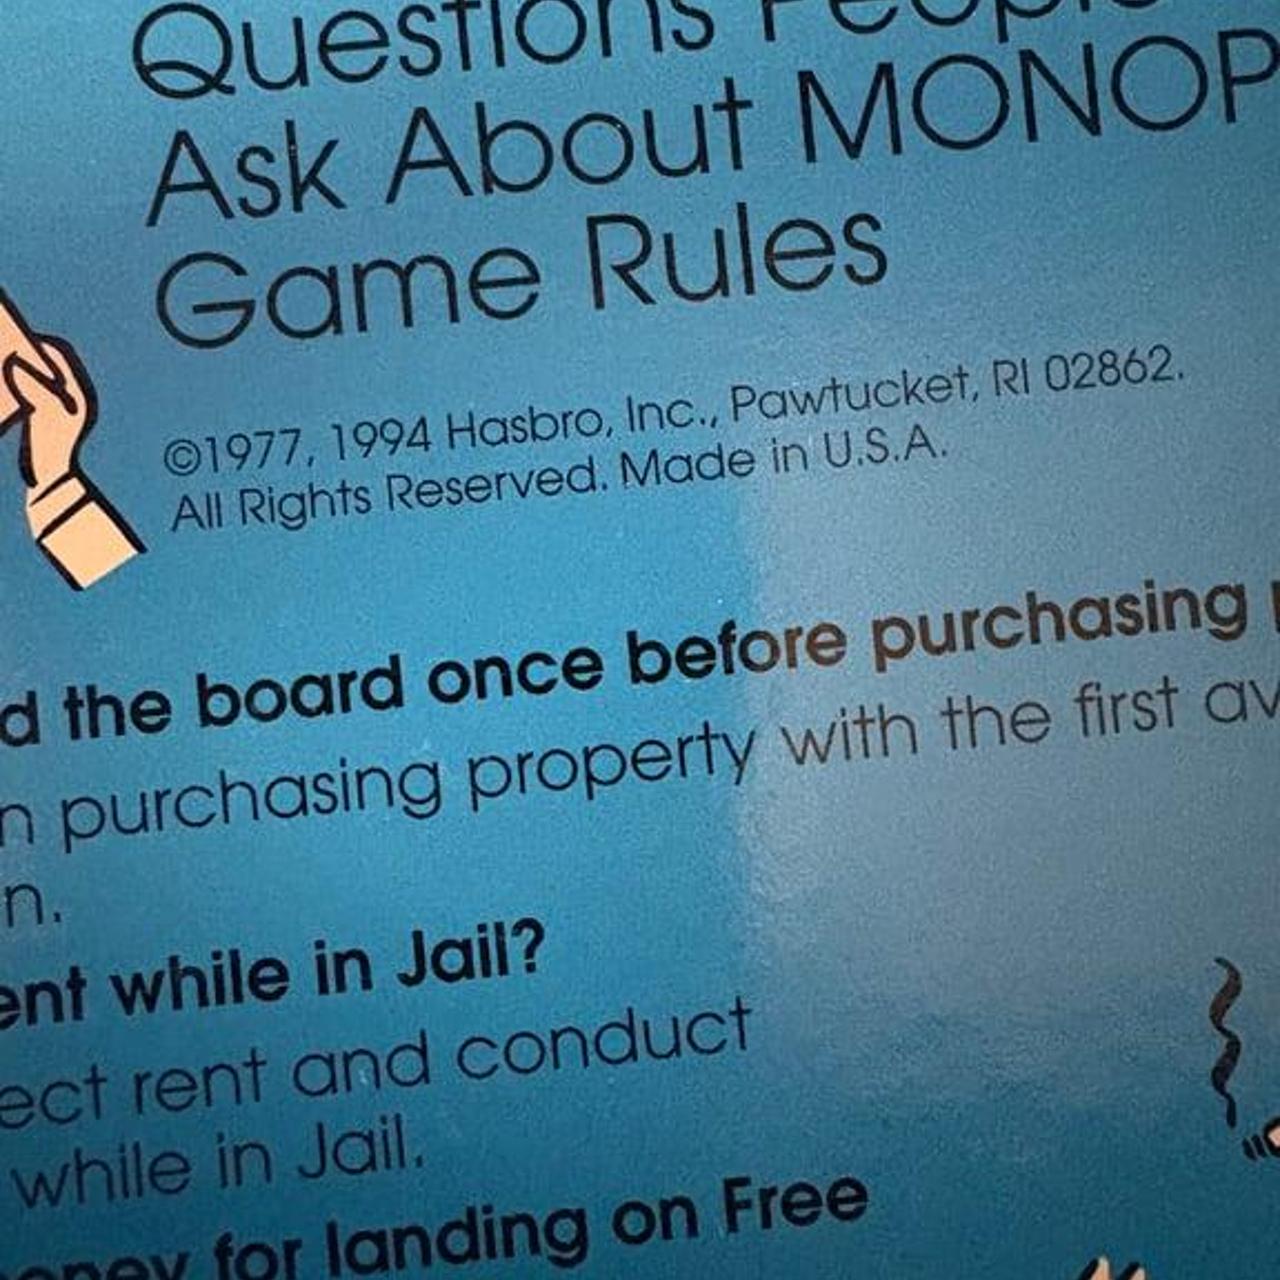 Questions People
Ask About MONOP
Game Rules
©1977, 1994 Hasbro, Inc., Pawtucket, RI 02862.
All Rights Reserved. Made in U.S.A.
d the board once before purchasing
n purchasing property with the first av
n.
ent while in Jail?
ect rent and conduct
while in Jail.
oney for landing on Free